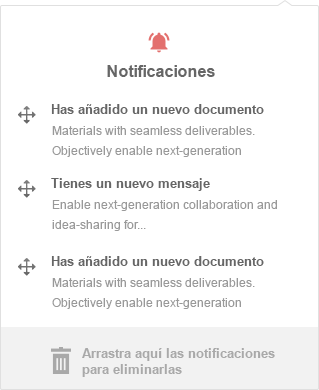 Notificaciones
Has añadido un nuevo documento
Materials with seamless deliverables.
Objectively enable next-generation
Tienes un nuevo mensaje
Enable next-generation collaboration and
idea-sharing for...
Has añadido un nuevo documento
Materials with seamless deliverables.
Objectively enable next-generation
Arrastra aquí las notificaciones
para eliminarlas